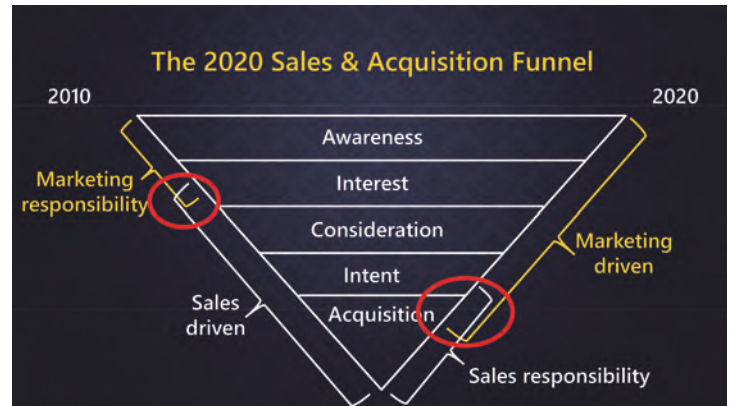 The 2020 Sales & Acquisition Funnel
2010
2020
Awareness
Marketing
responsibility
Interest
Consideration
Marketing
driven
Intent
Sales
driven
Acquisition
Sales responsibility